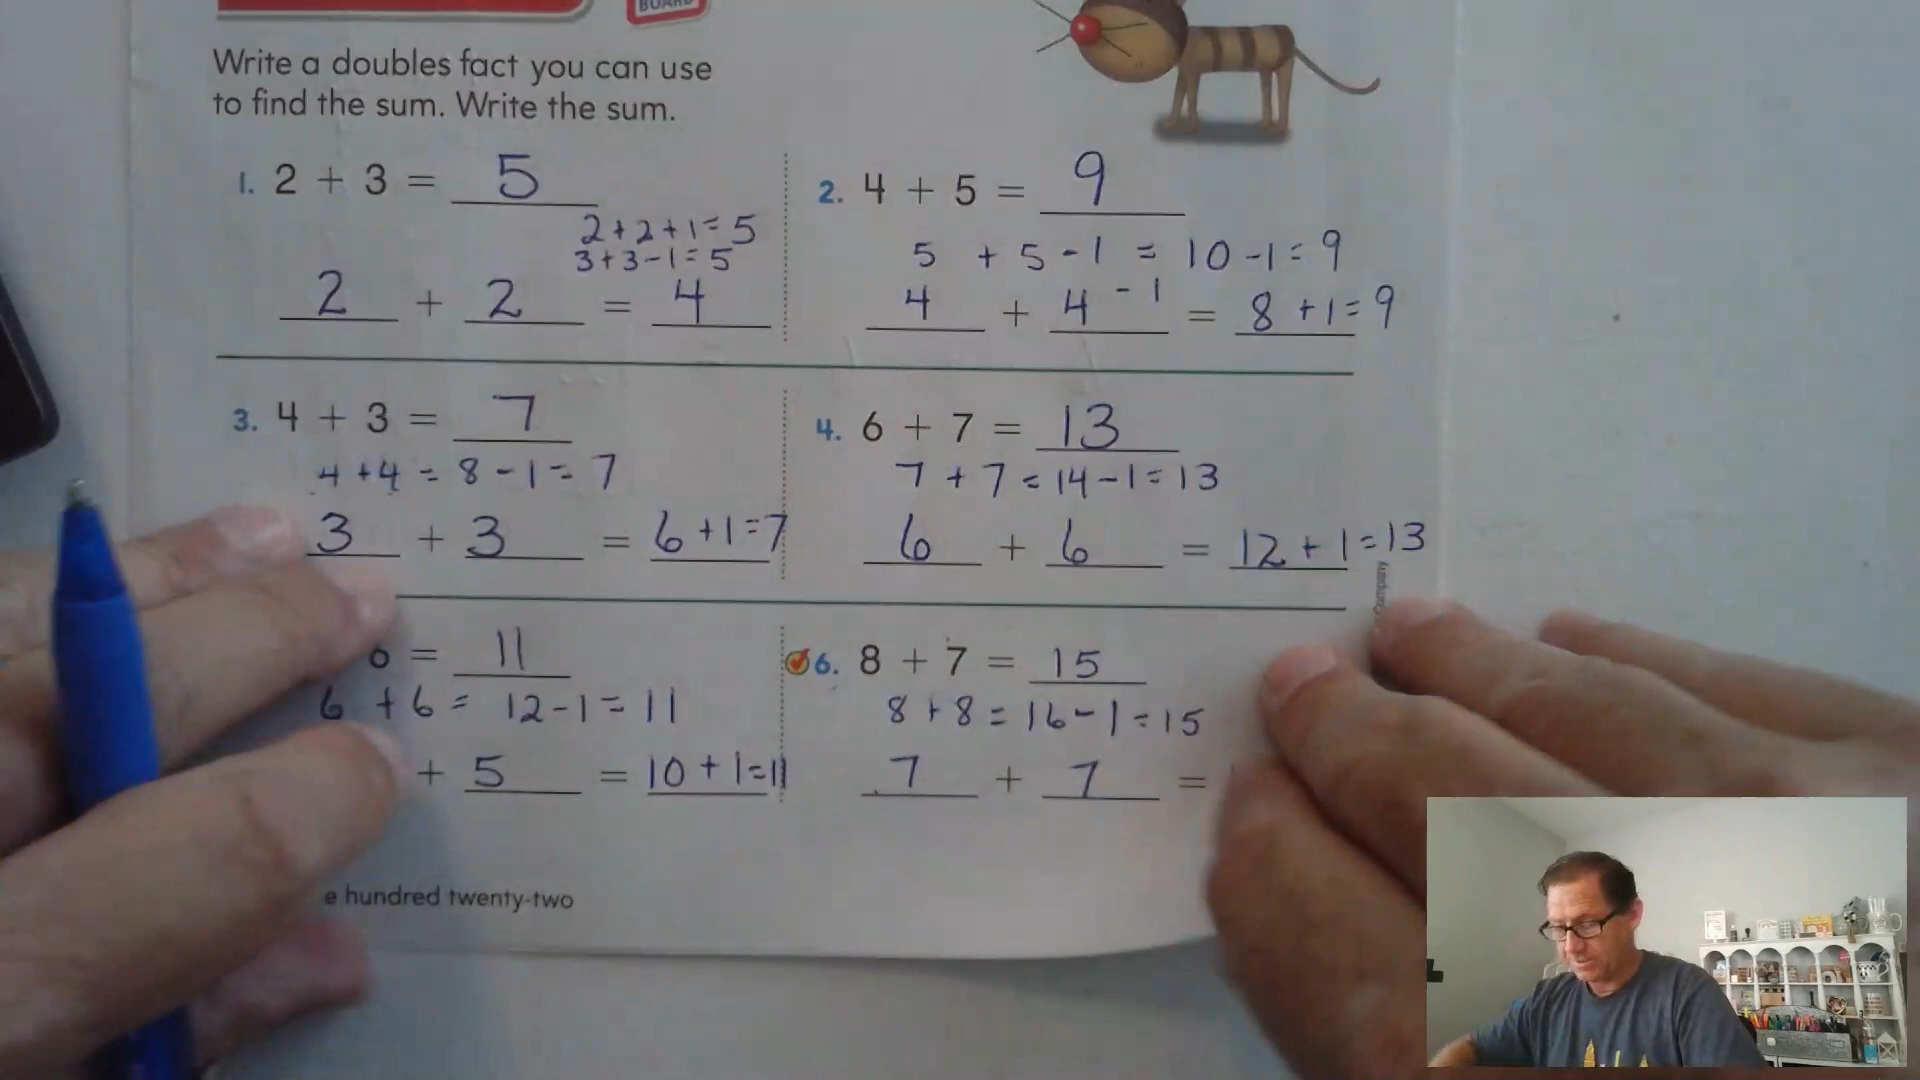 BOARD
Write a doubles fact you can use
to find the sum. Write the sum.
1. 2 + 3 = 5
2+2+1=5
3+3-1=5
2 + 2 = 4
2. 4 + 5 = 9
5 + 5 - 1 = 10 - 1 = 9
4 + 4 - 1 = 8 + 1 = 9
3. 4 + 3 = 7
4 + 4 = 8 - 1 = 7
3 + 3 = 6 + 1 = 7
4. 6 + 7 = 13
7 + 7 = 14 - 1 = 13
6 + 6 = 12 + 1 = 13
Company
6 = 11
6 + 6 = 12 - 1 = 11
+ 5 = 10 + 1 = 11
6. 8 + 7 = 15
8 + 8 = 16 - 1 = 15
7 + 7 =
e hundred twenty-two